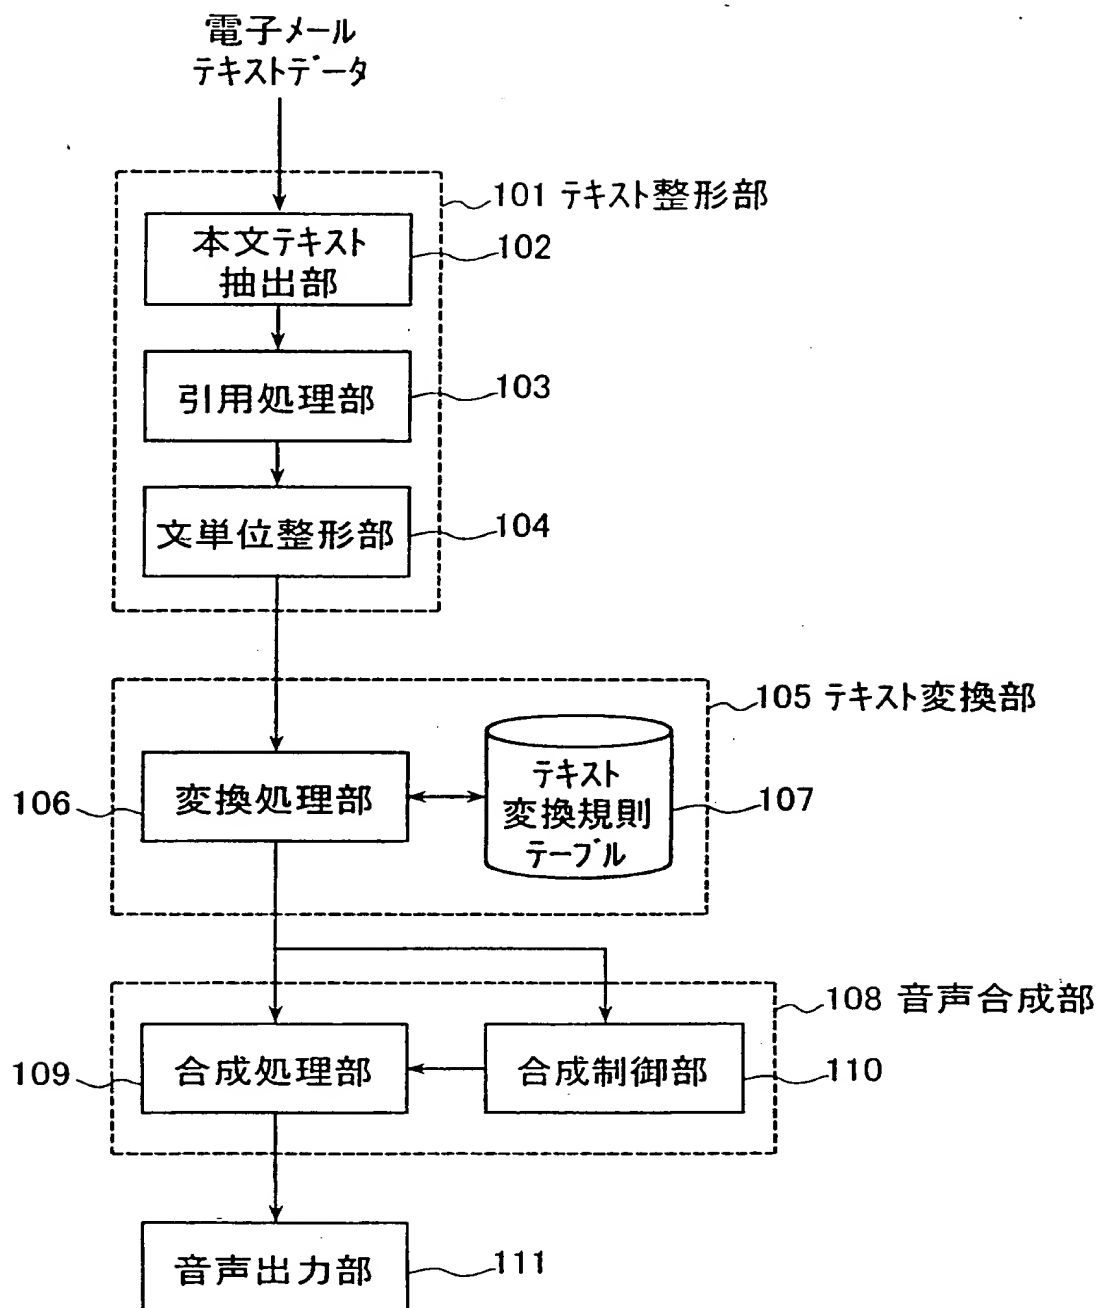 電子メール
テキストデータ
101 テキスト整形部
本文テキスト
抽出部
102
引用処理部
103
文単位整形部
104
105 テキスト変換部
106
変換処理部
テキスト
変換規則
テーブル
107
108 音声合成部
109
合成処理部
合成制御部
110
音声出力部
111